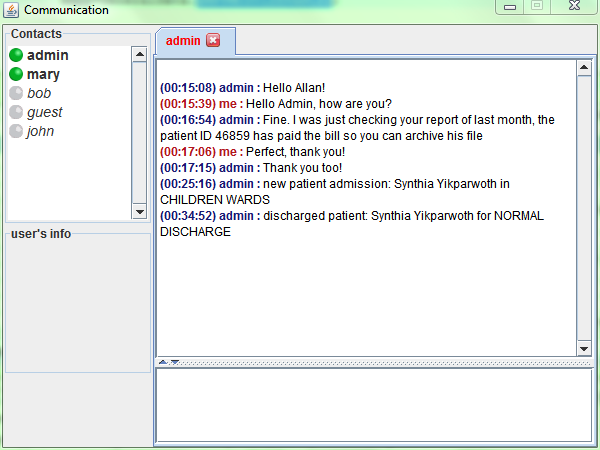 Communication
Contacts
admin
mary
bob
guest
john
user's info
admin
(00:15:08) admin : Hello Allan!
(00:15:39) me : Hello Admin, how are you?
(00:16:54) admin : Fine. I was just checking your report of last month, the
patient ID 46859 has paid the bill so you can archive his file
(00:17:06) me : Perfect, thank you!
(00:17:15) admin : Thank you too!
(00:25:16) admin : new patient admission: Synthia Yikparwoth in
CHILDREN WARDS
(00:34:52) admin : discharged patient: Synthia Yikparwoth for NORMAL
DISCHARGE